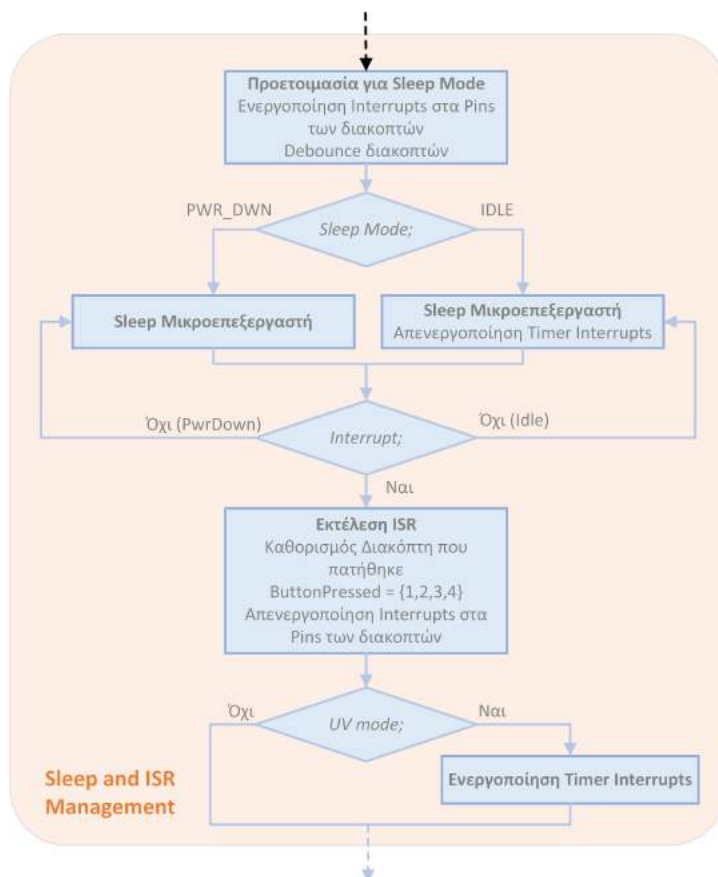 Προετοιμασία για Sleep Mode
Ενεργοποίηση Interrupts στα Pins
των διακοπτών
Debounce διακοπτών
PWR_DWN
IDLE
Sleep Mode;
Sleep Μικροεπεξεργαστή
Sleep Μικροεπεξεργαστή
Απενεργοποίηση Timer Interrupts
Όχι (PwrDown)
Όχι (Idle)
Interrupt;
Ναι
Εκτέλεση ISR
Καθορισμός Διακόπτη που
πατήθηκε
ButtonPressed = {1,2,3,4}
Απενεργοποίηση Interrupts στα
Pins των διακοπτών
Όχι
Ναι
UV mode;
Ενεργοποίηση Timer Interrupts
Sleep and ISR
Management